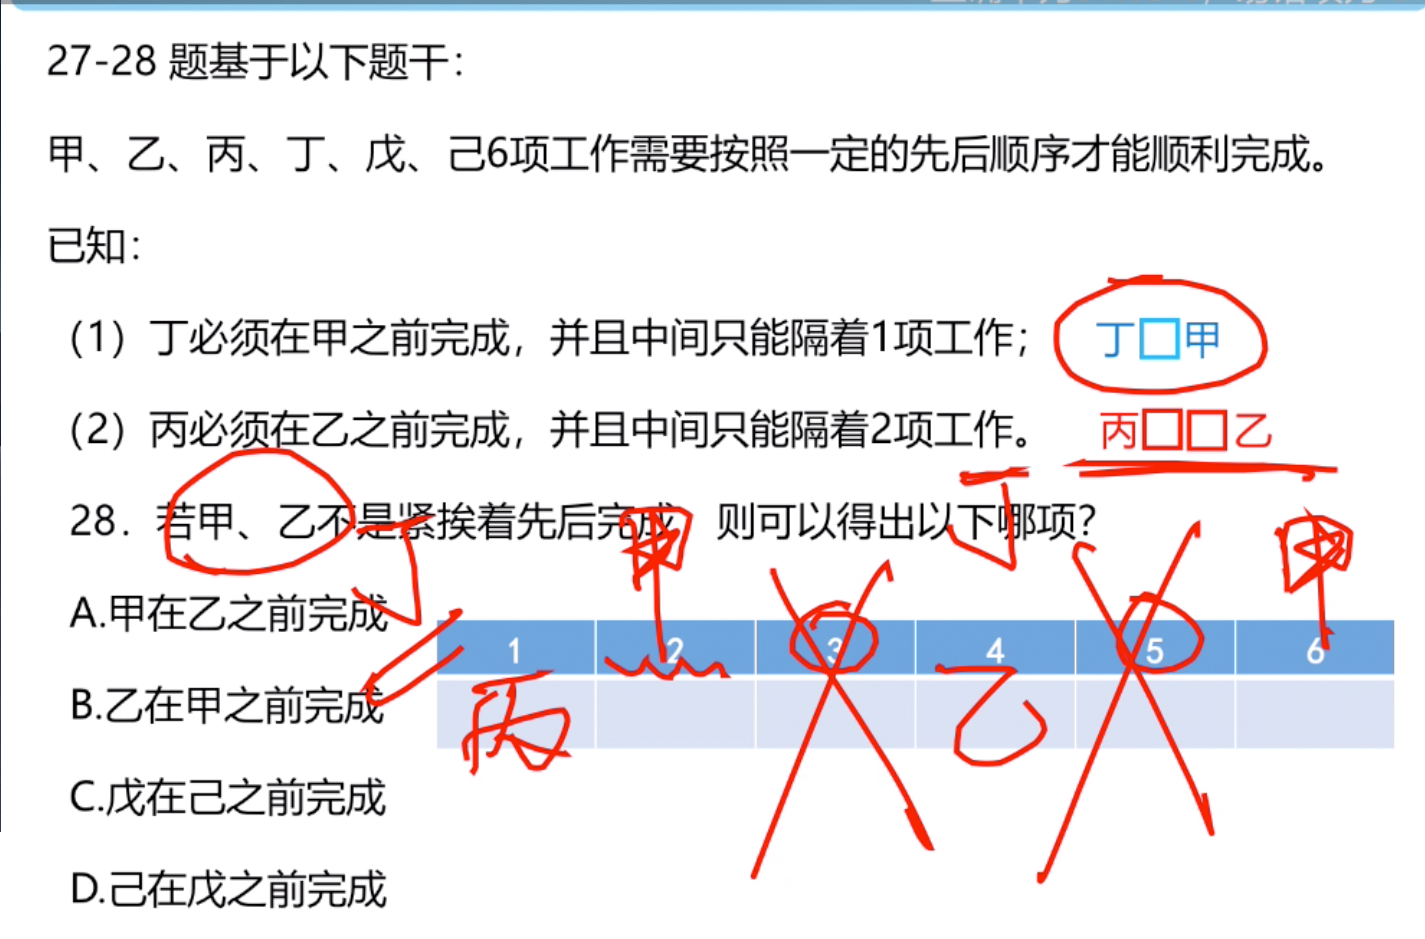 27-28 题基于以下题干：
甲、乙、丙、丁、戊、己6项工作需要按照一定的先后顺序才能顺利完成。
已知：
（1）丁必须在甲之前完成，并且中间只能隔着1项工作； 丁□甲
（2）丙必须在乙之前完成，并且中间只能隔着2项工作。 丙□□乙
28. 若甲、乙不是紧挨着先后完成，则可以得出以下哪项？
丁 甲 丁 甲
A.甲在乙之前完成
1 2 3 4 5 6
B.乙在甲之前完成
丙 乙
C.戊在己之前完成
D.己在戊之前完成